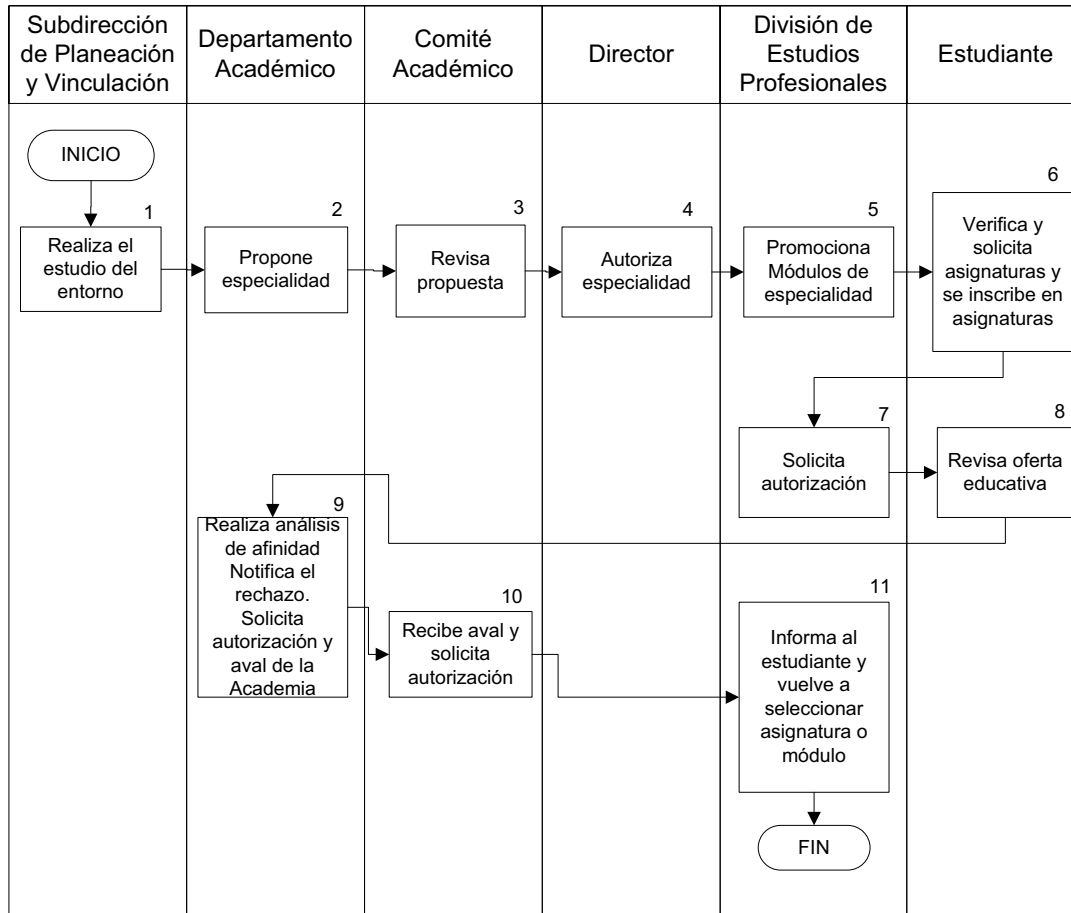 Subdirección
de Planeación
y Vinculación
Departamento
Académico
Comité
Académico
Director
División de
Estudios
Profesionales
Estudiante
INICIO
1
Realiza el
estudio del
entorno
2
Propone
especialidad
3
Revisa
propuesta
4
Autoriza
especialidad
5
Promociona
Módulos de
especialidad
6
Verifica y
solicita
asignaturas y
se inscribe en
asignaturas
7
Solicita
autorización
8
Revisa oferta
educativa
9
Realiza análisis
de afinidad
Notifica el
rechazo.
Solicita
autorización y
aval de la
Academia
10
Recibe aval y
solicita
autorización
11
Informa al
estudiante y
vuelve a
seleccionar
asignatura o
módulo
FIN